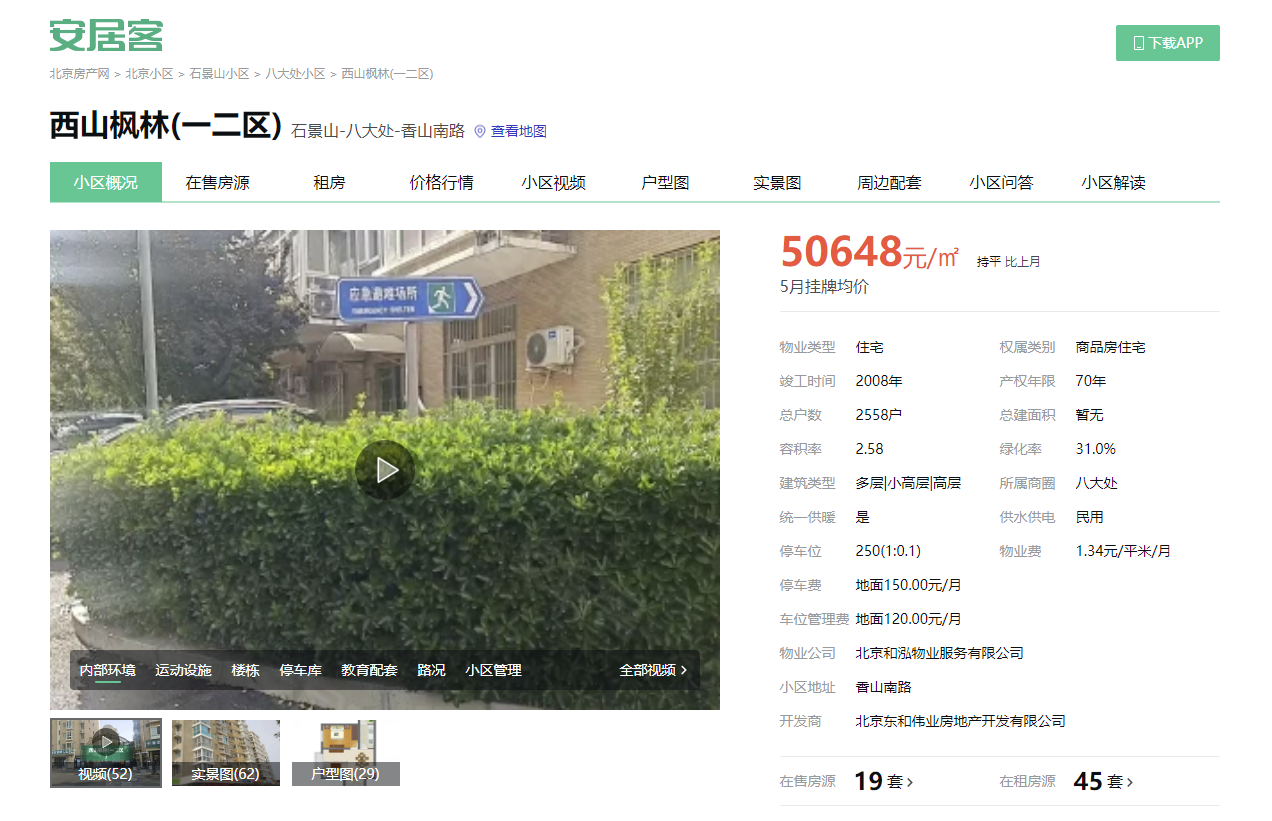 安居客
下载APP
北京房产网 > 北京小区 > 石景山小区 > 八大处小区 > 西山枫林(一二区)
西山枫林(一二区) 石景山-八大处-香山南路 查看地图
小区概况 在售房源 租房 价格行情 小区视频 户型图 实景图 周边配套 小区问答 小区解读
应急避难场所
EMERGENCY SHELTER
内部环境 运动设施 楼栋 停车库 教育配套 路况 小区管理 全部视频 >
视频(52) 实景图(62) 户型图(29)
50648元/㎡ 持平 比上月
5月挂牌均价
物业类型 住宅 权属类别 商品房住宅
竣工时间 2008年 产权年限 70年
总户数 2558户 总建面积 暂无
容积率 2.58 绿化率 31.0%
建筑类型 多层|小高层|高层 所属商圈 八大处
统一供暖 是 供水供电 民用
停车位 250(1:0.1) 物业费 1.34元/平米/月
停车费 地面150.00元/月
车位管理费 地面120.00元/月
物业公司 北京和泓物业服务有限公司
小区地址 香山南路
开发商 北京东和伟业房地产开发有限公司
在售房源 19 套 > 在租房源 45 套 >